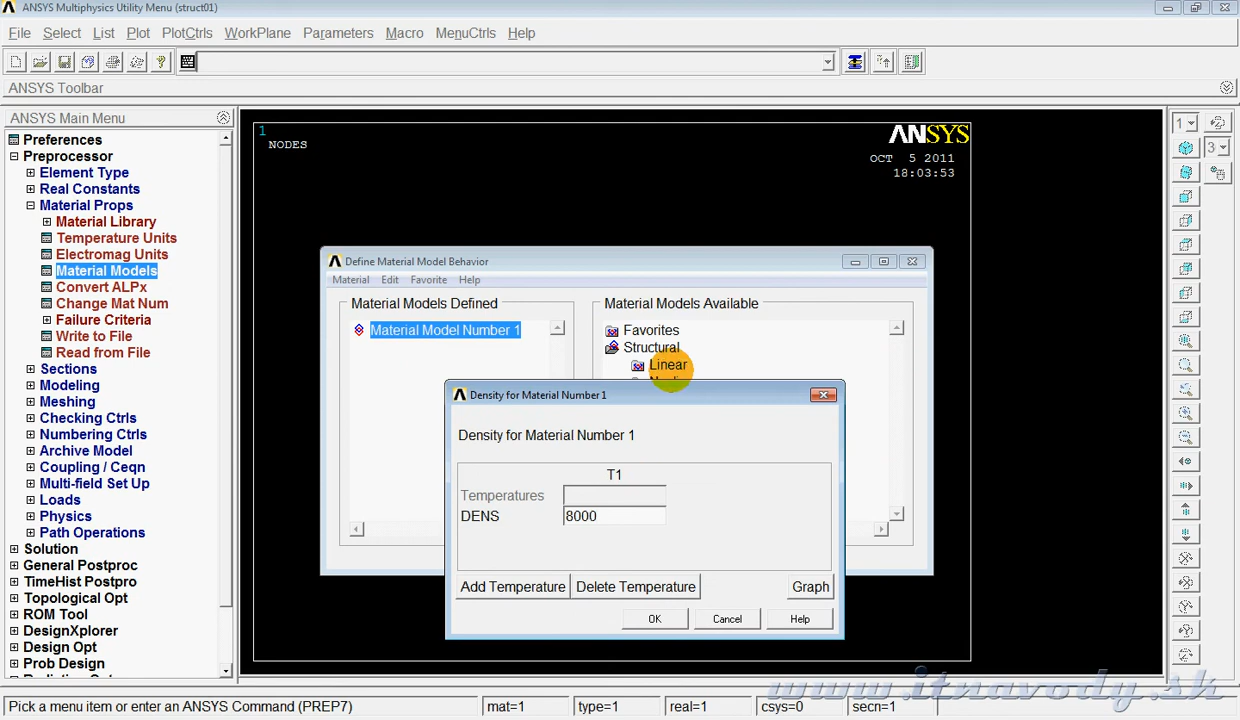 ANSYS Multiphysics Utility Menu (struct01)
File Select List Plot PlotCtrls WorkPlane Parameters Macro MenuCtrls Help
ANSYS Toolbar
ANSYS Main Menu
Preferences
Preprocessor
Element Type
Real Constants
Material Props
Material Library
Temperature Units
Electromag Units
Material Models
Convert ALPx
Change Mat Num
Failure Criteria
Write to File
Read from File
Sections
Modeling
Meshing
Checking Ctrls
Numbering Ctrls
Archive Model
Coupling / Ceqn
Multi-field Set Up
Loads
Physics
Path Operations
Solution
General Postproc
TimeHist Postpro
Topological Opt
ROM Tool
DesignXplorer
Design Opt
Prob Design
1
NODES
ANSYS
OCT 5 2011
18:03:53
Define Material Model Behavior
Material Edit Favorite Help
Material Models Defined
Material Model Number 1
Material Models Available
Favorites
Structural
Linear
Density for Material Number 1
Density for Material Number 1
T1
Temperatures
DENS 8000
Add Temperature Delete Temperature Graph
OK Cancel Help
1
3
www.itnavody.sk
Pick a menu item or enter an ANSYS Command (PREP7) mat=1 type=1 real=1 csys=0 secn=1